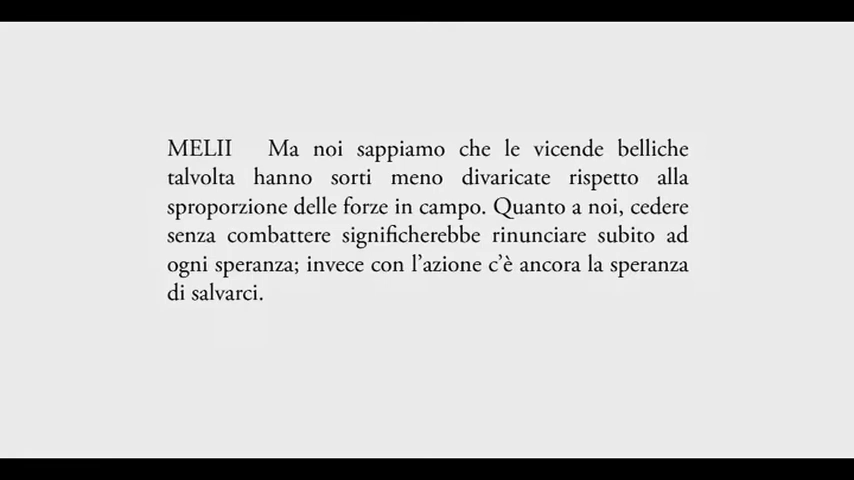 MELII Ma noi sappiamo che le vicende belliche
talvolta hanno sorti meno divaricate rispetto alla
sproporzione delle forze in campo. Quanto a noi, cedere
senza combattere significherebbe rinunciare subito ad
ogni speranza; invece con l’azione c’è ancora la speranza
di salvarci.